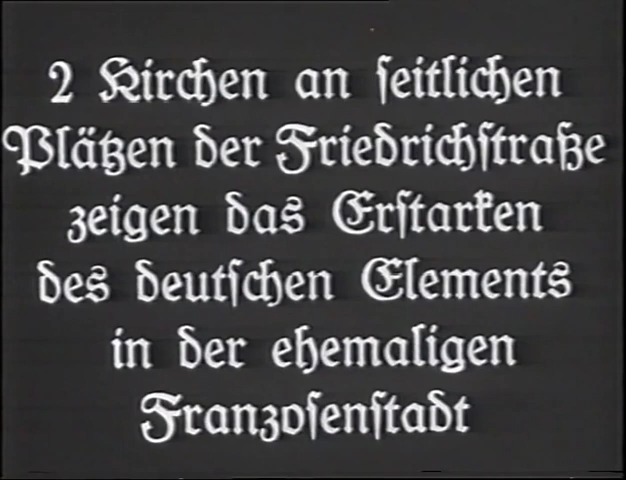 2 Kirchen an seitlichen
Plätzen der Friedrichstraße
zeigen das Erstarken
des deutschen Elements
in der ehemaligen
Franzosenstadt